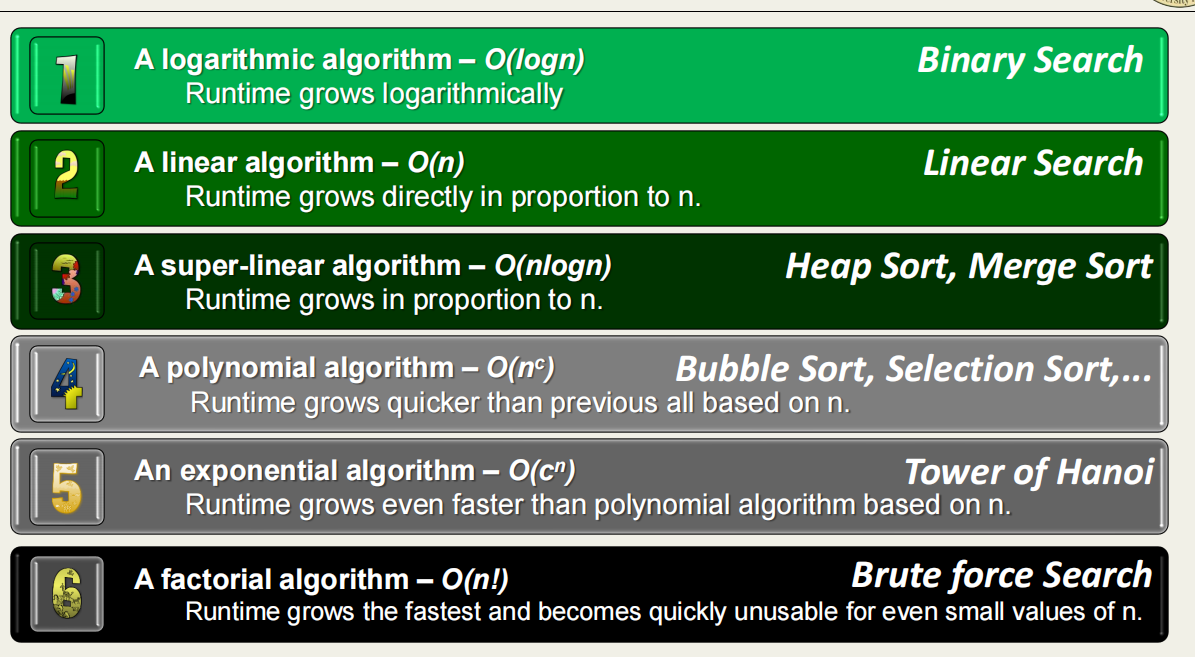 1
A logarithmic algorithm – O(logn)
Binary Search
Runtime grows logarithmically
2
A linear algorithm – O(n)
Linear Search
Runtime grows directly in proportion to n.
3
A super-linear algorithm – O(nlogn)
Heap Sort, Merge Sort
Runtime grows in proportion to n.
4
A polynomial algorithm – O(nᶜ)
Bubble Sort, Selection Sort,...
Runtime grows quicker than previous all based on n.
5
An exponential algorithm – O(cⁿ)
Tower of Hanoi
Runtime grows even faster than polynomial algorithm based on n.
6
A factorial algorithm – O(n!)
Brute force Search
Runtime grows the fastest and becomes quickly unusable for even small values of n.